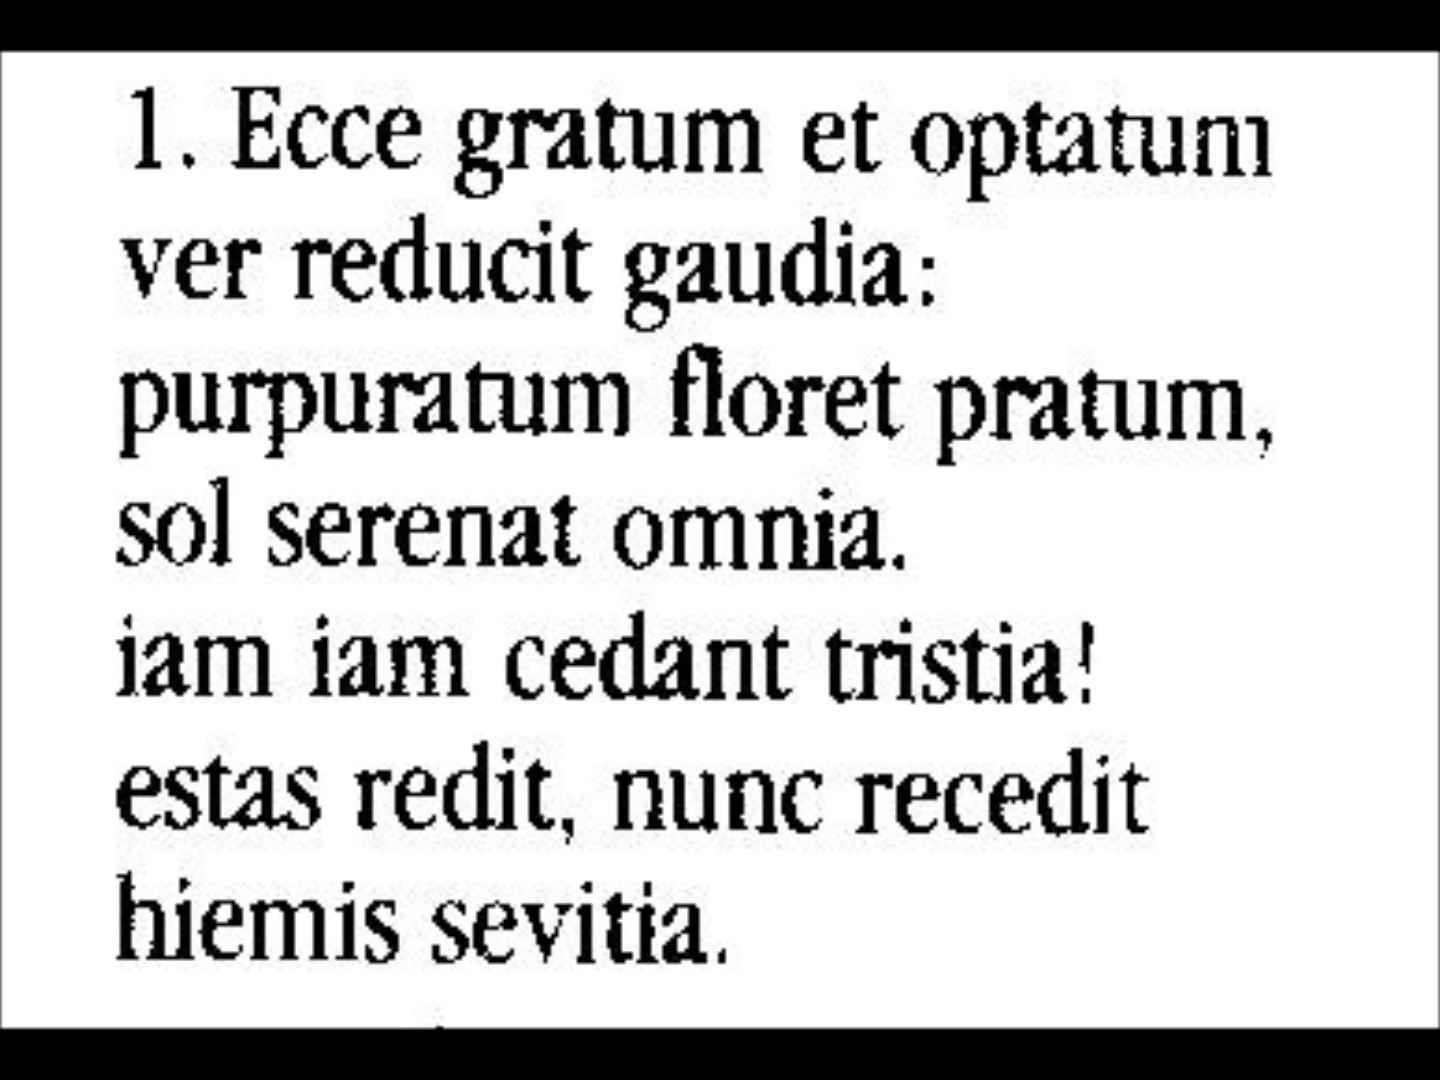 1. Ecce gratum et optatum
ver reducit gaudia:
purpuratum floret pratum,
sol serenat omnia.
iam iam cedant tristia!
estas redit, nunc recedit
hiemis sevitia.